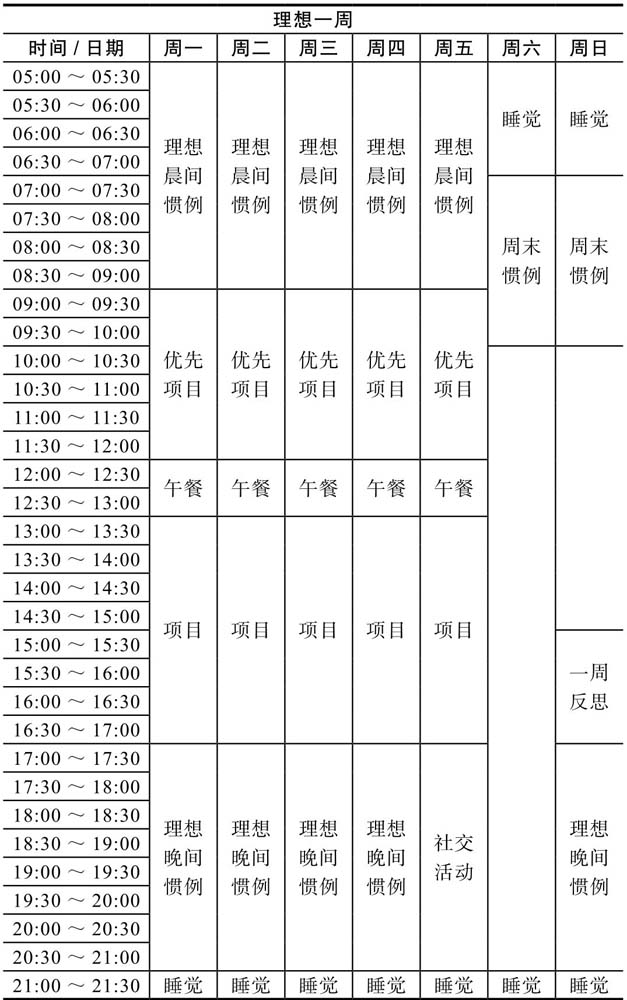 理想一周
时间 / 日期 周一 周二 周三 周四 周五 周六 周日
05:00 ～ 05:30
05:30 ～ 06:00
06:00 ～ 06:30
06:30 ～ 07:00
07:00 ～ 07:30
07:30 ～ 08:00
08:00 ～ 08:30
08:30 ～ 09:00
理想
晨间
惯例
理想
晨间
惯例
理想
晨间
惯例
理想
晨间
惯例
理想
晨间
惯例
睡觉
睡觉
周末
惯例
周末
惯例
09:00 ～ 09:30
09:30 ～ 10:00
10:00 ～ 10:30
10:30 ～ 11:00
11:00 ～ 11:30
11:30 ～ 12:00
优先
项目
优先
项目
优先
项目
优先
项目
优先
项目
12:00 ～ 12:30
12:30 ～ 13:00
午餐 午餐 午餐 午餐 午餐
13:00 ～ 13:30
13:30 ～ 14:00
14:00 ～ 14:30
14:30 ～ 15:00
15:00 ～ 15:30
15:30 ～ 16:00
16:00 ～ 16:30
16:30 ～ 17:00
项目 项目 项目 项目 项目
一周
反思
17:00 ～ 17:30
17:30 ～ 18:00
18:00 ～ 18:30
18:30 ～ 19:00
19:00 ～ 19:30
19:30 ～ 20:00
20:00 ～ 20:30
20:30 ～ 21:00
理想
晚间
惯例
理想
晚间
惯例
理想
晚间
惯例
理想
晚间
惯例
社交
活动
理想
晚间
惯例
21:00 ～ 21:30 睡觉 睡觉 睡觉 睡觉 睡觉 睡觉 睡觉